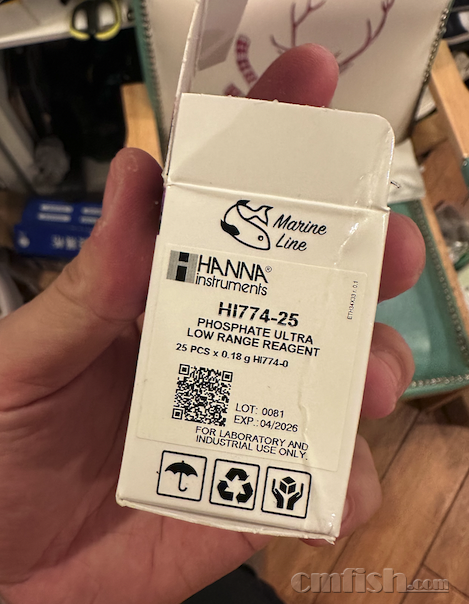 Marine
Line
HANNA®
instruments
HI774-25
PHOSPHATE ULTRA
LOW RANGE REAGENT
25 PCS x 0.18 g HI774-0
LOT: 0081
EXP.: 04/2026
FOR LABORATORY AND
INDUSTRIAL USE ONLY.
cmfish.com